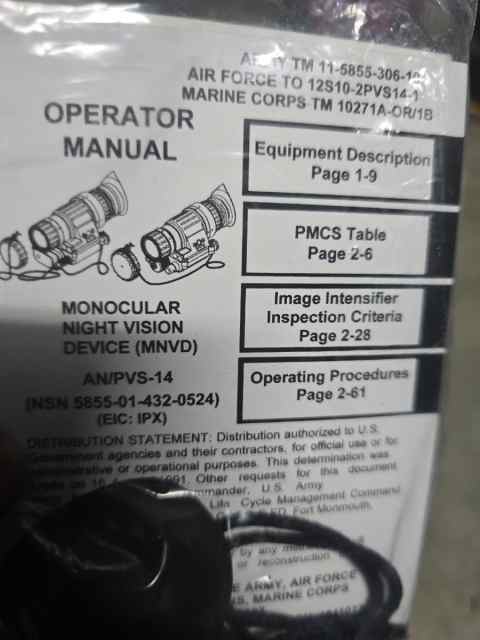 ARMY TM 11-5855-306-10
AIR FORCE TO 12S10-2PVS14-1
MARINE CORPS TM 10271A-OR/1B
OPERATOR
MANUAL
Equipment Description
Page 1-9
PMCS Table
Page 2-6
Image Intensifier
Inspection Criteria
Page 2-28
Operating Procedures
Page 2-61
MONOCULAR
NIGHT VISION
DEVICE (MNVD)
AN/PVS-14
(NSN 5855-01-432-0524)
(EIC: IPX)
DISTRIBUTION STATEMENT: Distribution authorized to U.S.
Government agencies and their contractors, for official use or for
administrative or operational purposes. This determination was
on 1991. Other requests for this document
U.S. Army
Life Cycle Management Command
Fort Monmouth,
by any
or reconstruction
ARMY, AIR FORCE
MARINE CORPS